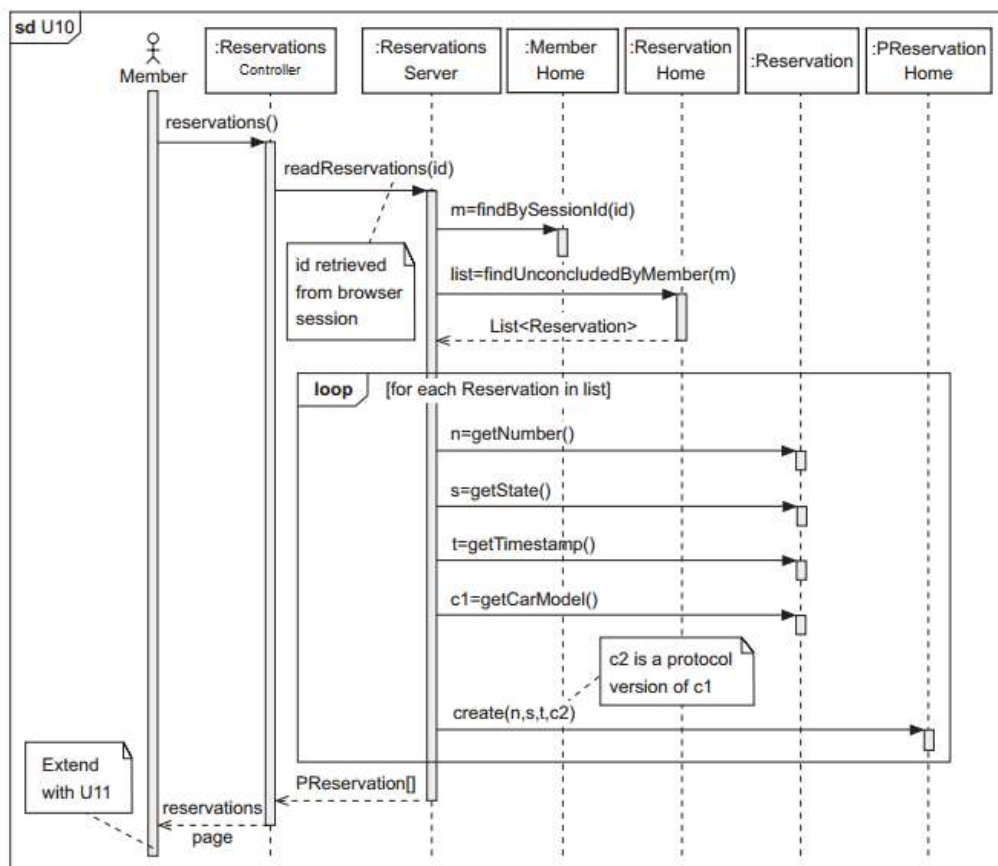 sd U10
Member
:Reservations
Controller
:Reservations
Server
:Member
Home
:Reservation
Home
:Reservation
:PReservation
Home
reservations()
readReservations(id)
m=findBySessionId(id)
id retrieved
from browser
session
list=findUnconcludedByMember(m)
List<Reservation>
loop
[for each Reservation in list]
n=getNumber()
s=getState()
t=getTimestamp()
c1=getCarModel()
c2 is a protocol
version of c1
create(n,s,t,c2)
Extend
with U11
PReservation[]
reservations
page